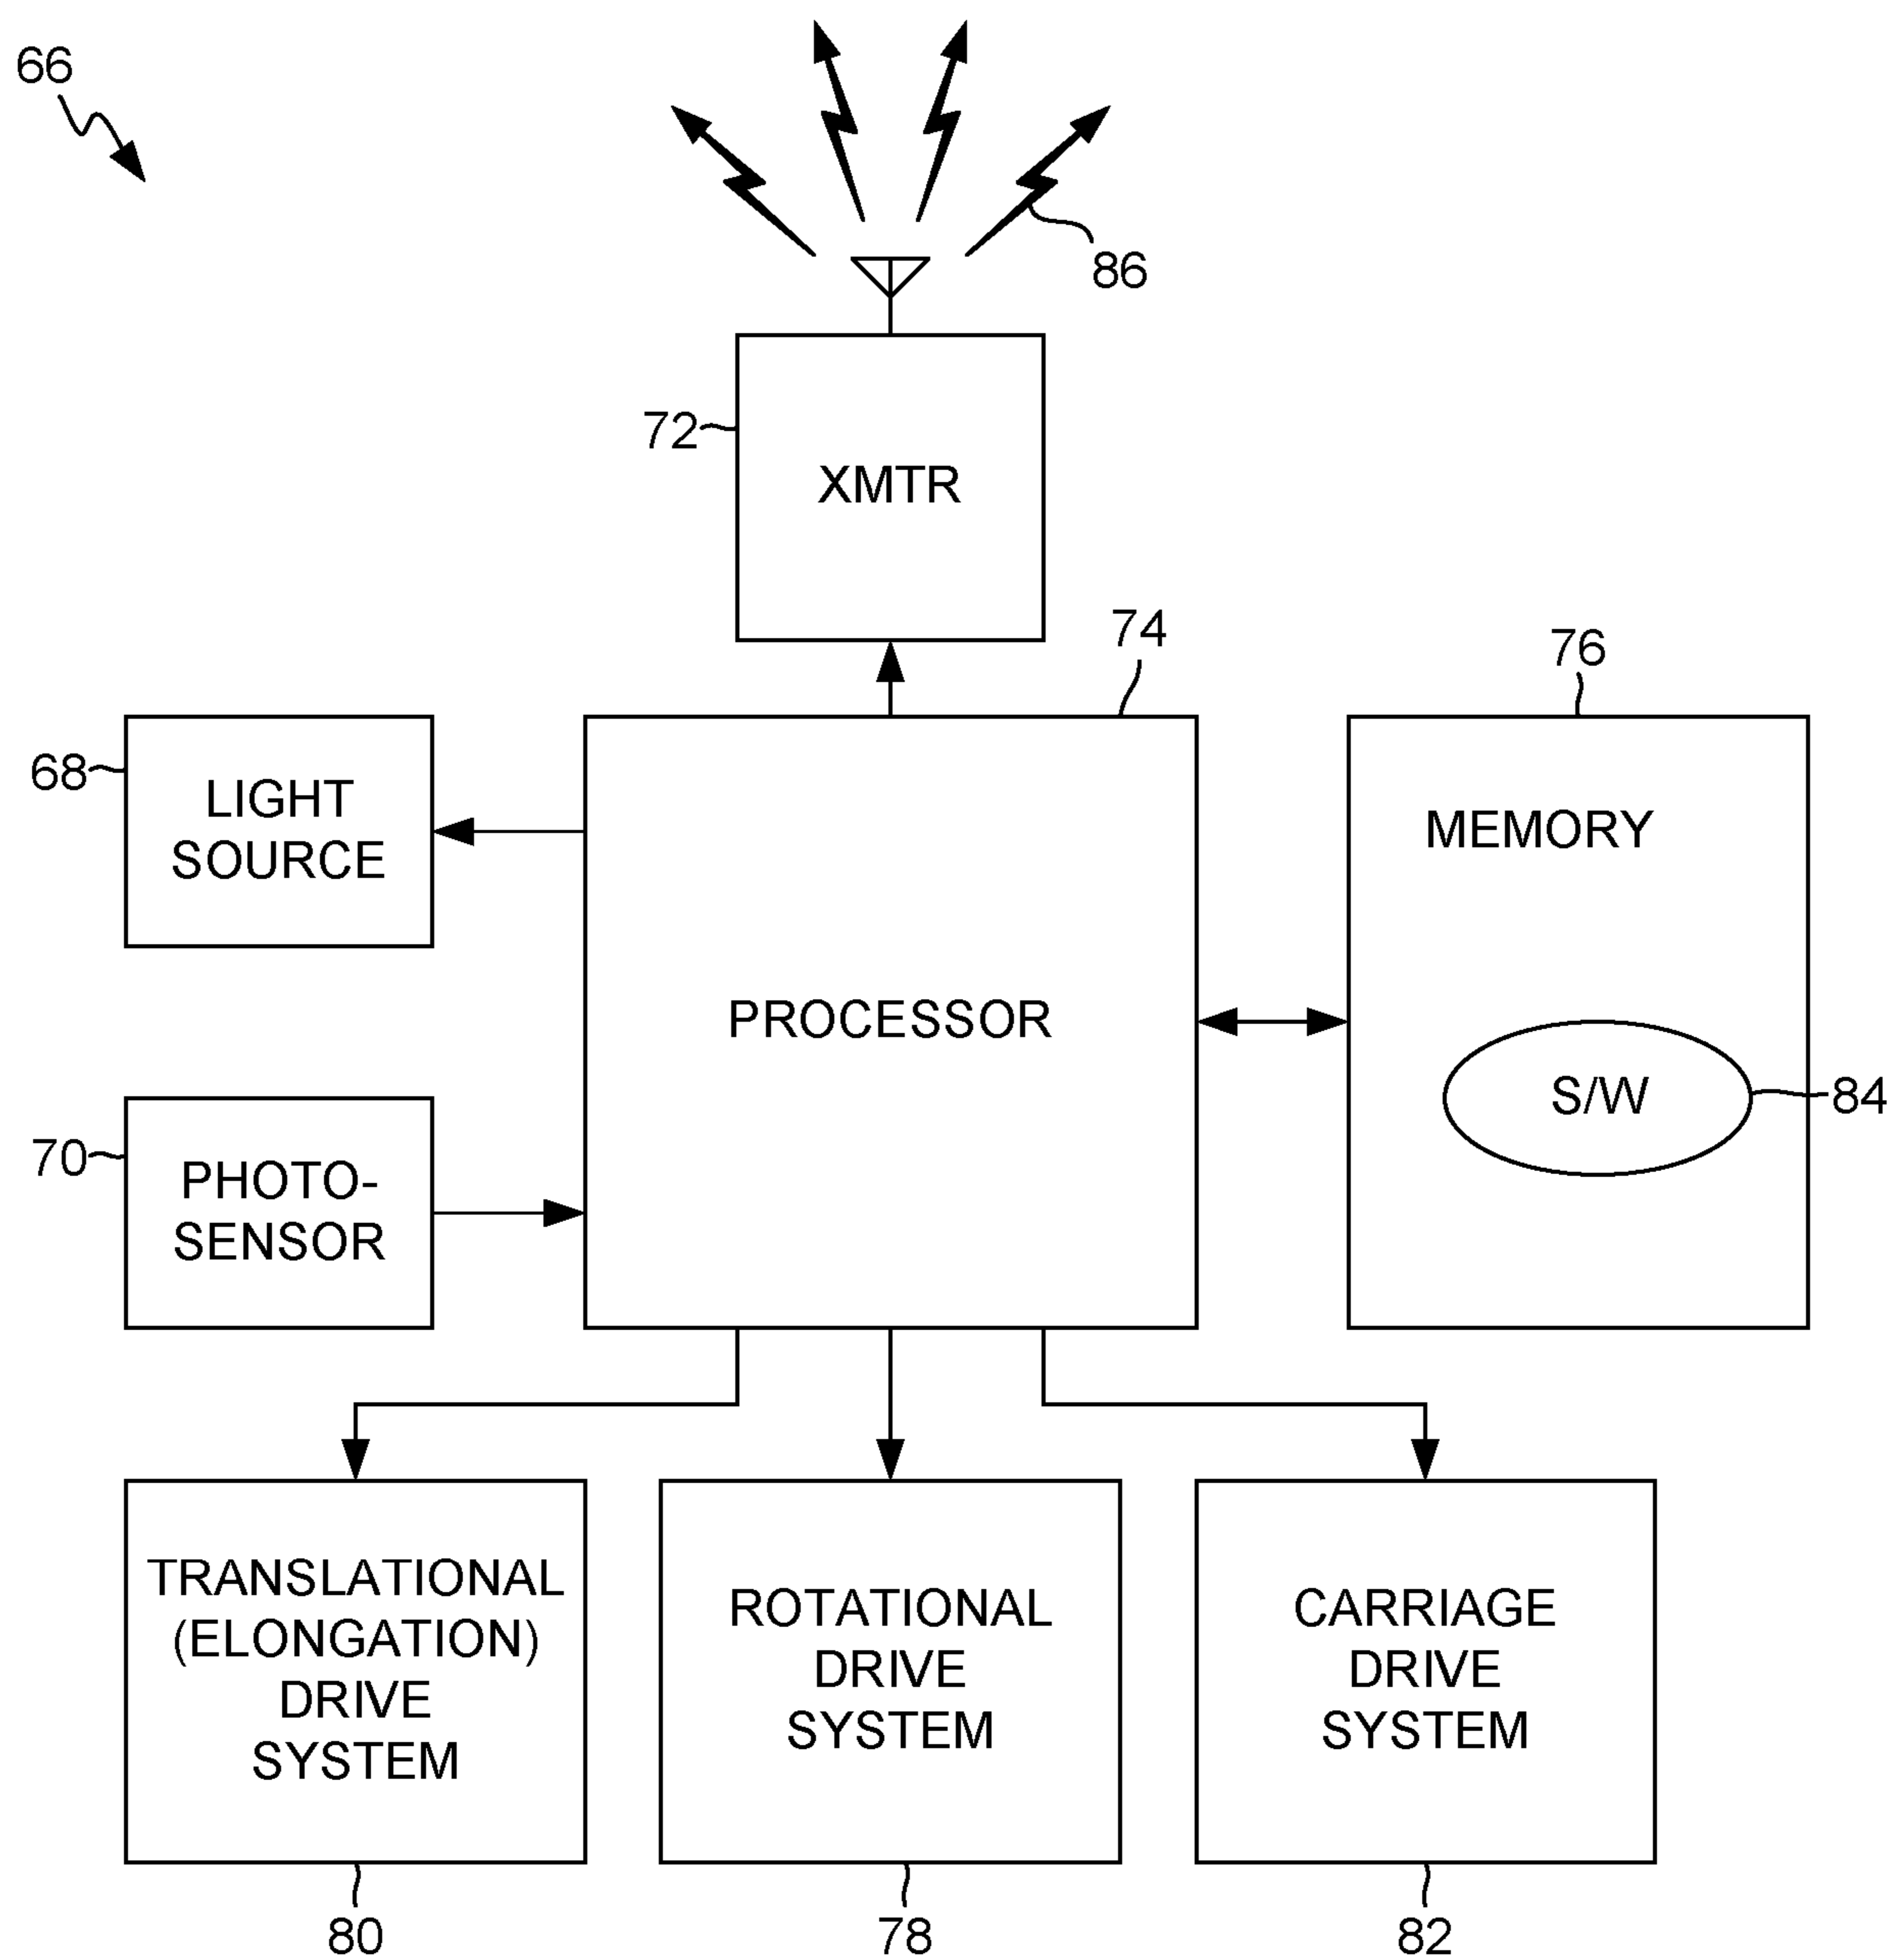 66
86
72
XMTR
74
76
68
LIGHT
SOURCE
MEMORY
PROCESSOR
S/W
84
70
PHOTO-
SENSOR
TRANSLATIONAL
(ELONGATION)
DRIVE
SYSTEM
ROTATIONAL
DRIVE
SYSTEM
CARRIAGE
DRIVE
SYSTEM
80
78
82